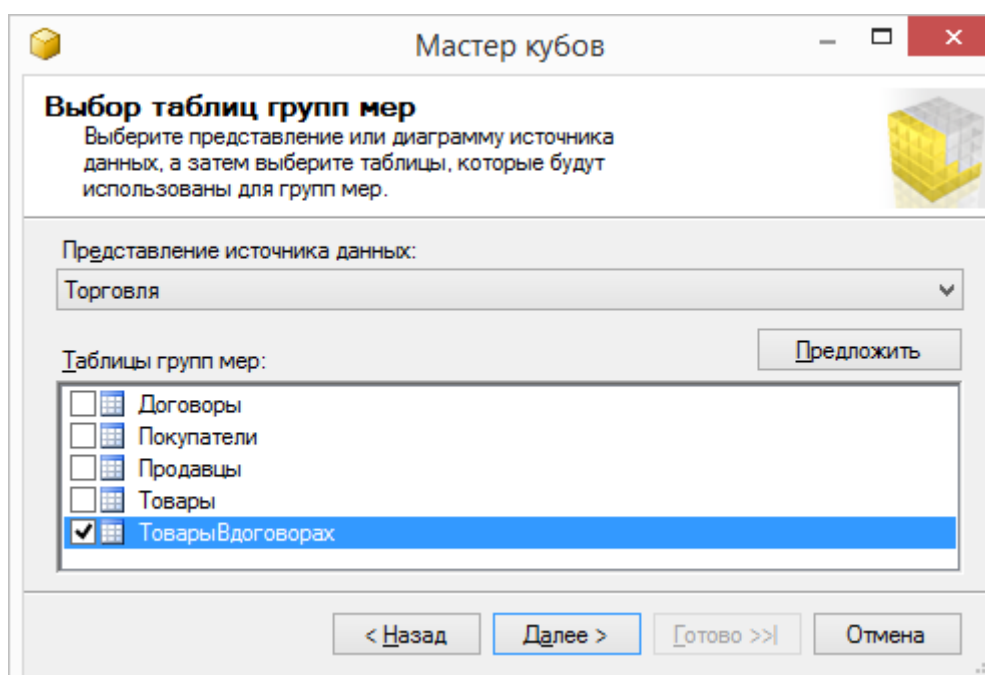 Мастер кубов
Выбор таблиц групп мер
Выберите представление или диаграмму источника
данных, а затем выберите таблицы, которые будут
использованы для групп мер.
Представление источника данных:
Торговля
Предложить
Таблицы групп мер:
Договоры
Покупатели
Продавцы
Товары
ТоварыВдоговорах
< Назад
Далее >
Готово >>|
Отмена